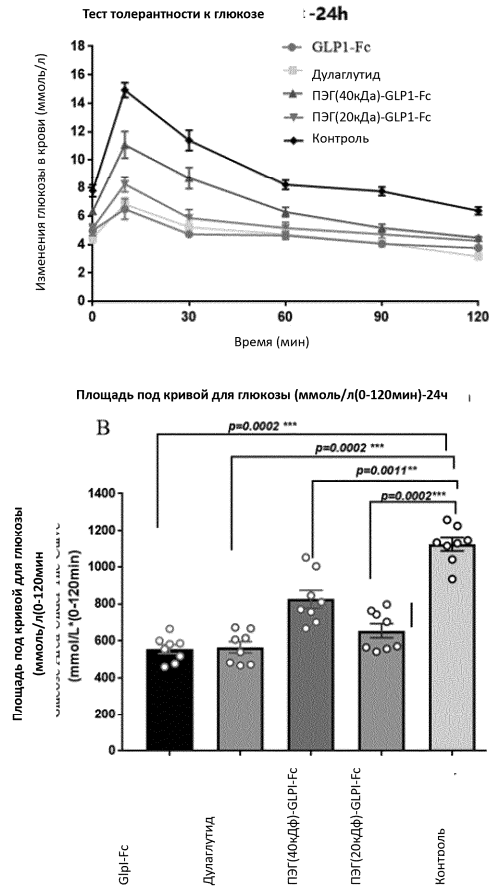 Тест толерантности к глюкозе -24h
GLP1-Fc
Дулаглутид
ПЭГ(40кДа)-GLP1-Fc
ПЭГ(20кДа)-GLP1-Fc
Контроль
Изменения глюкозы в крови (ммоль/л)
18
16
14
12
10
8
6
4
2
0
0 30 60 90 120
Время (мин)
Площадь под кривой для глюкозы (ммоль/л(0-120мин)-24ч
B
p=0.0002 ***
p=0.0002 ***
p=0.0011**
p=0.0002***
Площадь под кривой для глюкозы
(ммоль/л(0-120мин
(mmol/L*(0-120min)
1400
1200
1000
800
600
400
200
0
GlpI-Fc
Дулаглутид
ПЭГ(40кДф)-GLPI-Fc
ПЭГ(20кДф)-GLPI-Fc
Контроль